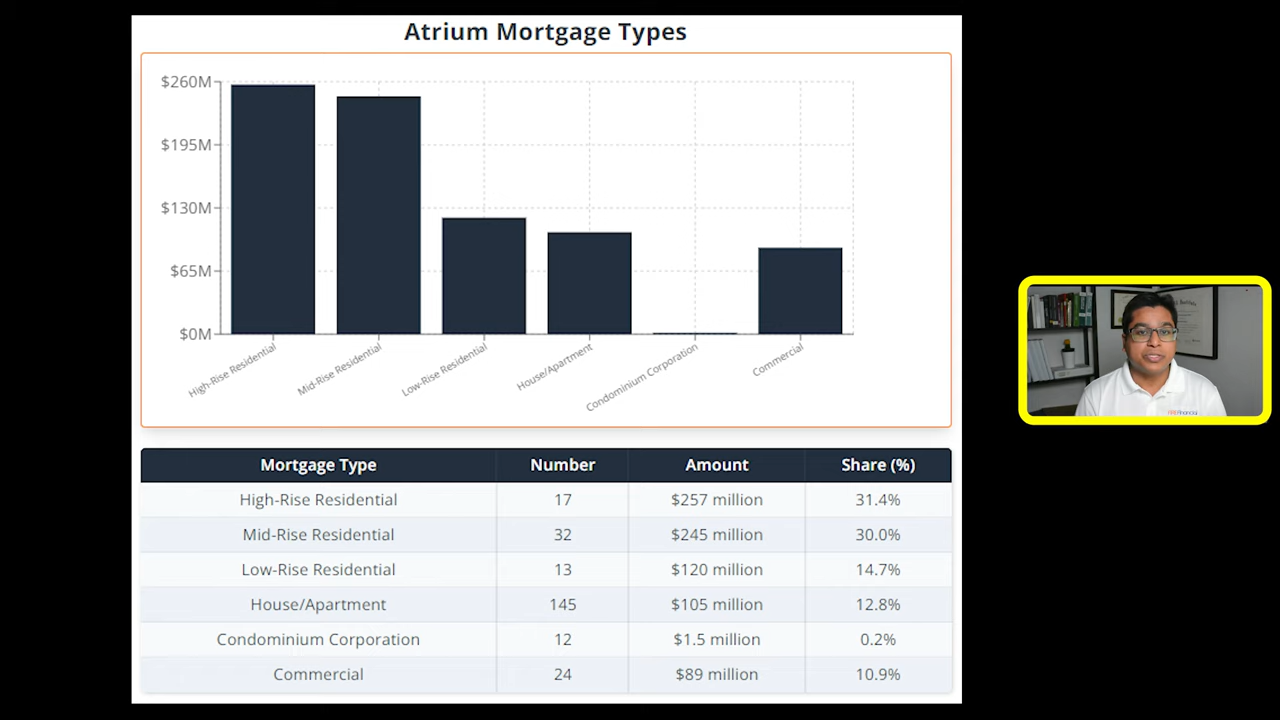 Atrium Mortgage Types
$260M
$195M
$130M
$65M
$0M
High-Rise Residential
Mid-Rise Residential
Low-Rise Residential
House/Apartment
Condominium Corporation
Commercial
Mortgage Type Number Amount Share (%)
High-Rise Residential 17 $257 million 31.4%
Mid-Rise Residential 32 $245 million 30.0%
Low-Rise Residential 13 $120 million 14.7%
House/Apartment 145 $105 million 12.8%
Condominium Corporation 12 $1.5 million 0.2%
Commercial 24 $89 million 10.9%